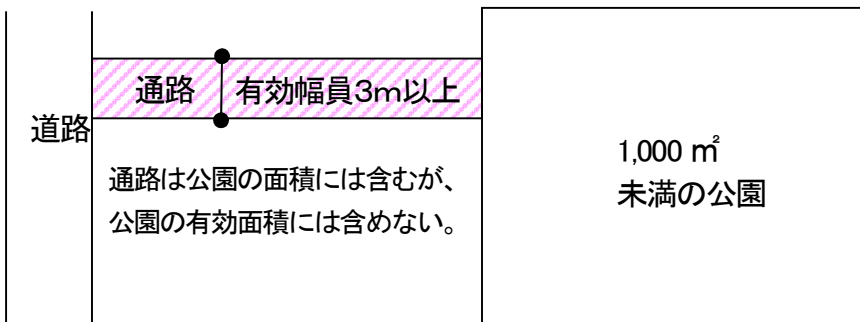 通路
有効幅員3m以上
道路
通路は公園の面積には含むが、
公園の有効面積には含めない。
1,000 ㎡
未満の公園